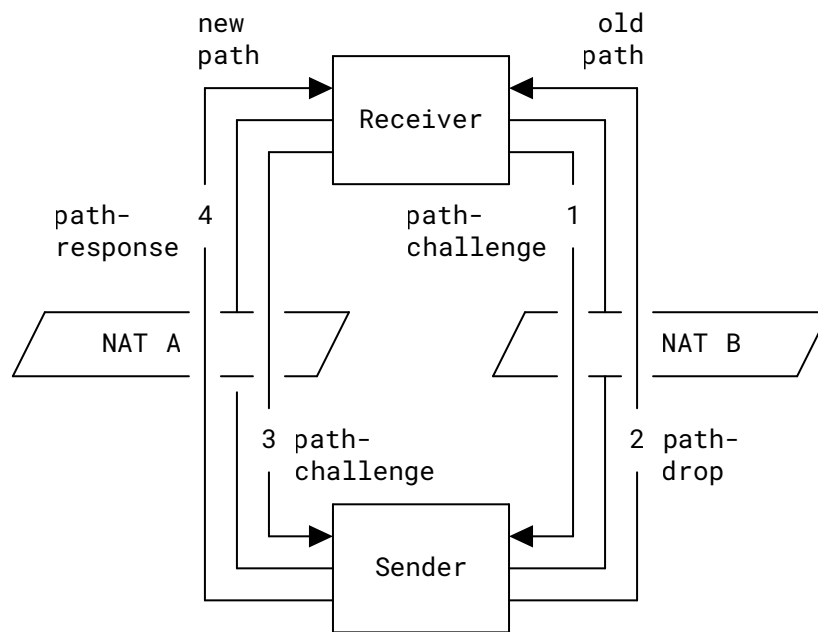 new
path
old
path
Receiver
path-
response
4
path-
challenge
1
NAT A
NAT B
3 path-
challenge
2 path-
drop
Sender